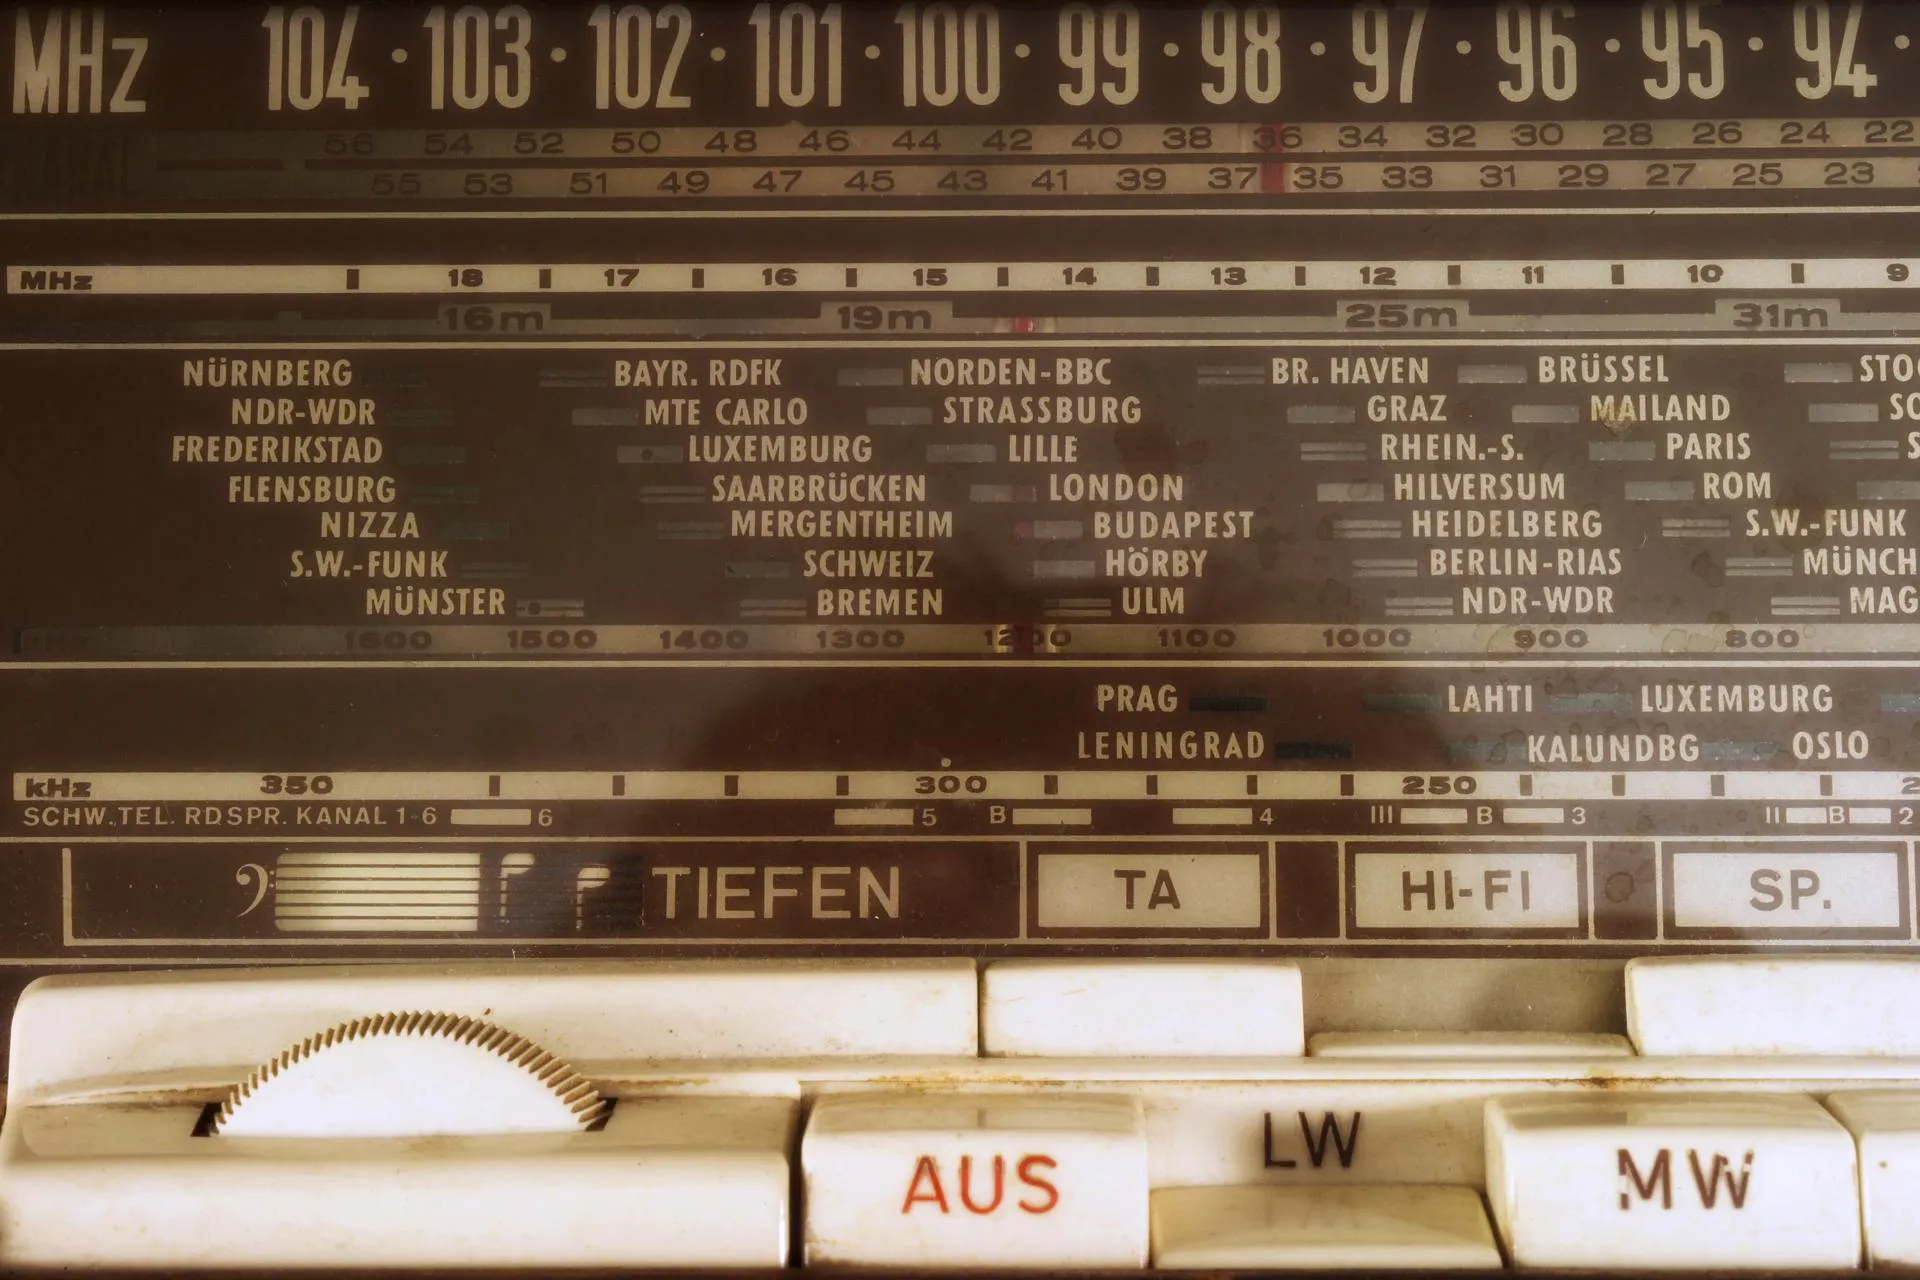 MHz 104 • 103 • 102 • 101 • 100 • 99 • 98 • 97 • 96 • 95 • 94 •
KANAL 56 54 52 50 48 46 44 42 40 38 36 34 32 30 28 26 24 22
55 53 51 49 47 45 43 41 39 37 35 33 31 29 27 25 23
MHz 18 17 16 15 14 13 12 11 10 9
16m 19m 25m 31m
NÜRNBERG BAYR. RDFK NORDEN-BBC BR. HAVEN BRÜSSEL STO
NDR-WDR MTE CARLO STRASSBURG GRAZ MAILAND
FREDERIKSTAD LUXEMBURG LILLE RHEIN.-S. PARIS
FLENSBURG SAARBRÜCKEN LONDON HILVERSUM ROM
NIZZA MERGENTHEIM BUDAPEST HEIDELBERG S.W.-FUNK
S.W.-FUNK SCHWEIZ HÖRBY BERLIN-RIAS MÜNCH
MÜNSTER BREMEN ULM NDR-WDR MAG
kHz 1600 1500 1400 1300 1200 1100 1000 900 800
PRAG LAHTI LUXEMBURG
LENINGRAD KALUNDBG OSLO
kHz 350 300 250 2
SCHW.TEL. RDSPR. KANAL 1-6 6 5 B 4 III B 3 II B 2
TIEFEN TA HI-FI SP.
AUS LW MW